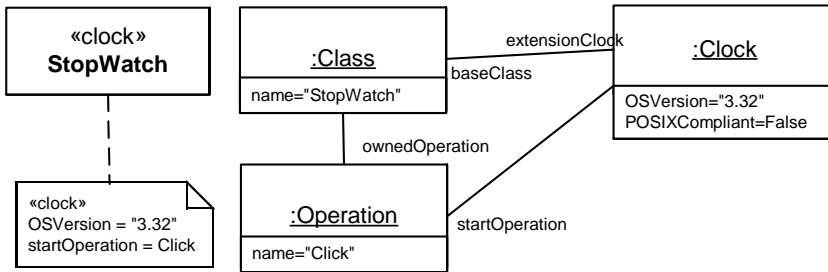 «clock»
StopWatch
«clock»
OSVersion = "3.32"
startOperation = Click
:Class
name="StopWatch"
extensionClock
baseClass
:Clock
OSVersion="3.32"
POSIXCompliant=False
ownedOperation
:Operation
name="Click"
startOperation